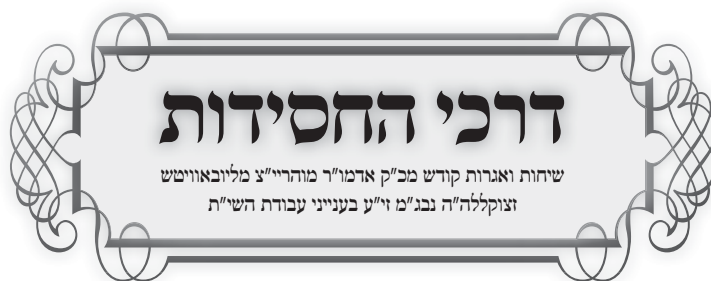 דרכי החסידות
שיחות ואגרות קודש מכ"ק אדמו"ר מוהריי"צ מליובאוויטש
זצוקללה"ה נבג"מ זי"ע בענייני עבודת השי"ת